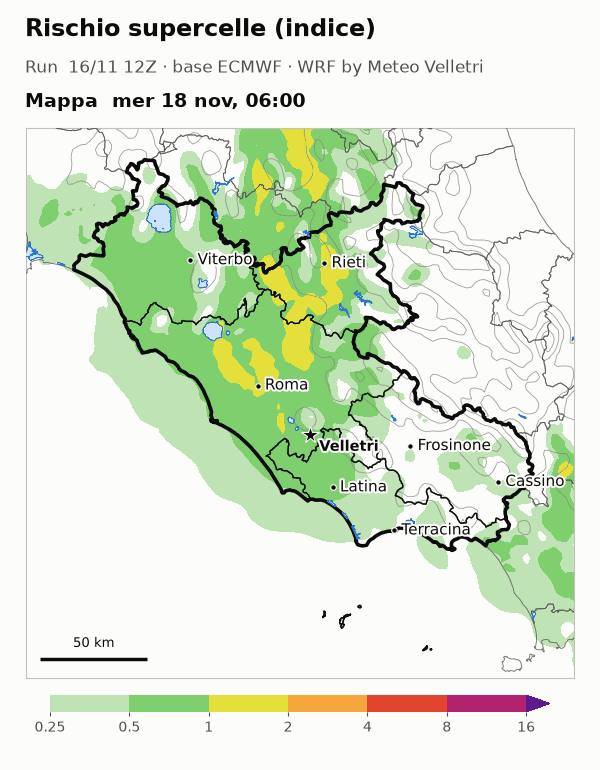 Rischio supercelle (indice)
Run  16/11 12Z · base ECMWF · WRF by Meteo Velletri
Mappa  mer 18 nov, 06:00
Viterbo
Rieti
Roma
Velletri
Frosinone
Cassino
Latina
Terracina
50 km
0.25 0.5 1 2 4 8 16